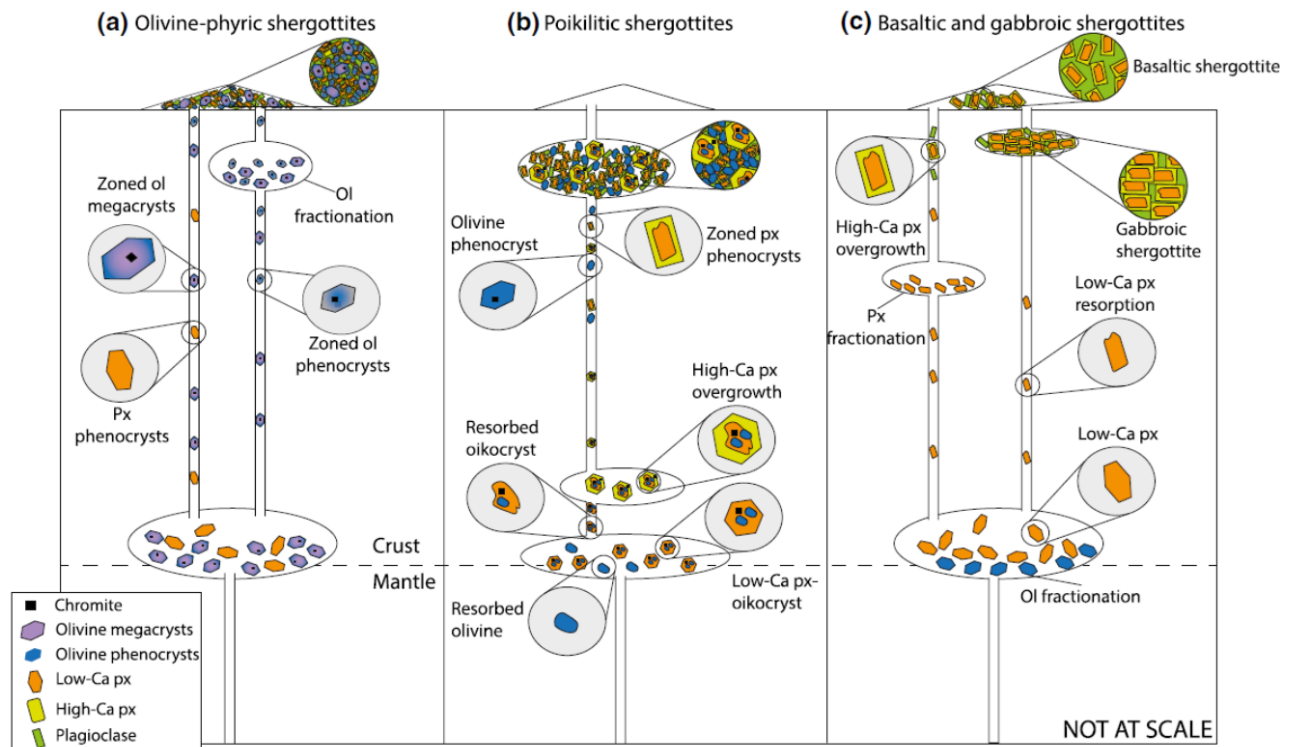 (a) Olivine-phyric shergottites
Zoned ol
megacrysts
Ol
fractionation
Zoned ol
phenocrysts
Px
phenocrysts
(b) Poikilitic shergottites
Olivine
phenocryst
Zoned px
phenocrysts
High-Ca px
overgrowth
Resorbed
oikocryst
Crust
Mantle
Low-Ca px-
oikocryst
Resorbed
olivine
(c) Basaltic and gabbroic shergottites
Basaltic shergottite
High-Ca px
overgrowth
Gabbroic
shergottite
Px
fractionation
Low-Ca px
resorption
Low-Ca px
Ol fractionation
Chromite
Olivine megacrysts
Olivine phenocrysts
Low-Ca px
High-Ca px
Plagioclase
NOT AT SCALE